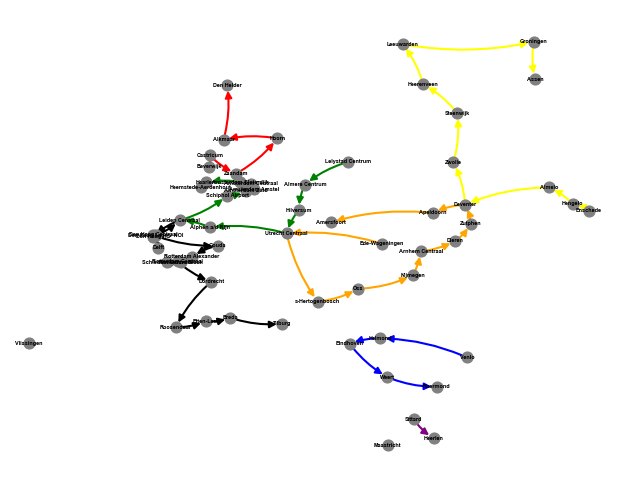 Leeuwarden
Groningen
Assen
Heerenveen
Den Helder
Steenwijk
Alkmaar
Hoorn
Castricum
Beverwijk
Zaandam
Lelystad Centrum
Zwolle
Almere Centrum
Heemstede-Aerdenhout
Schiphol Airport
Almelo
Hengelo
Enschede
Deventer
Hilversum
Apeldoorn
Amersfoort
Leiden Centraal
Alphen a/d Rijn
Zutphen
Utrecht Centraal
Dieren
Ede-Wageningen
Delft
Gouda
Arnhem Centraal
Rotterdam Alexander
Nijmegen
Dordrecht
Oss
s-Hertogenbosch
Roosendaal
Etten-Leur
Breda
Tilburg
Vlissingen
Eindhoven
Helmond
Venlo
Weert
Roermond
Sittard
Heerlen
Maastricht